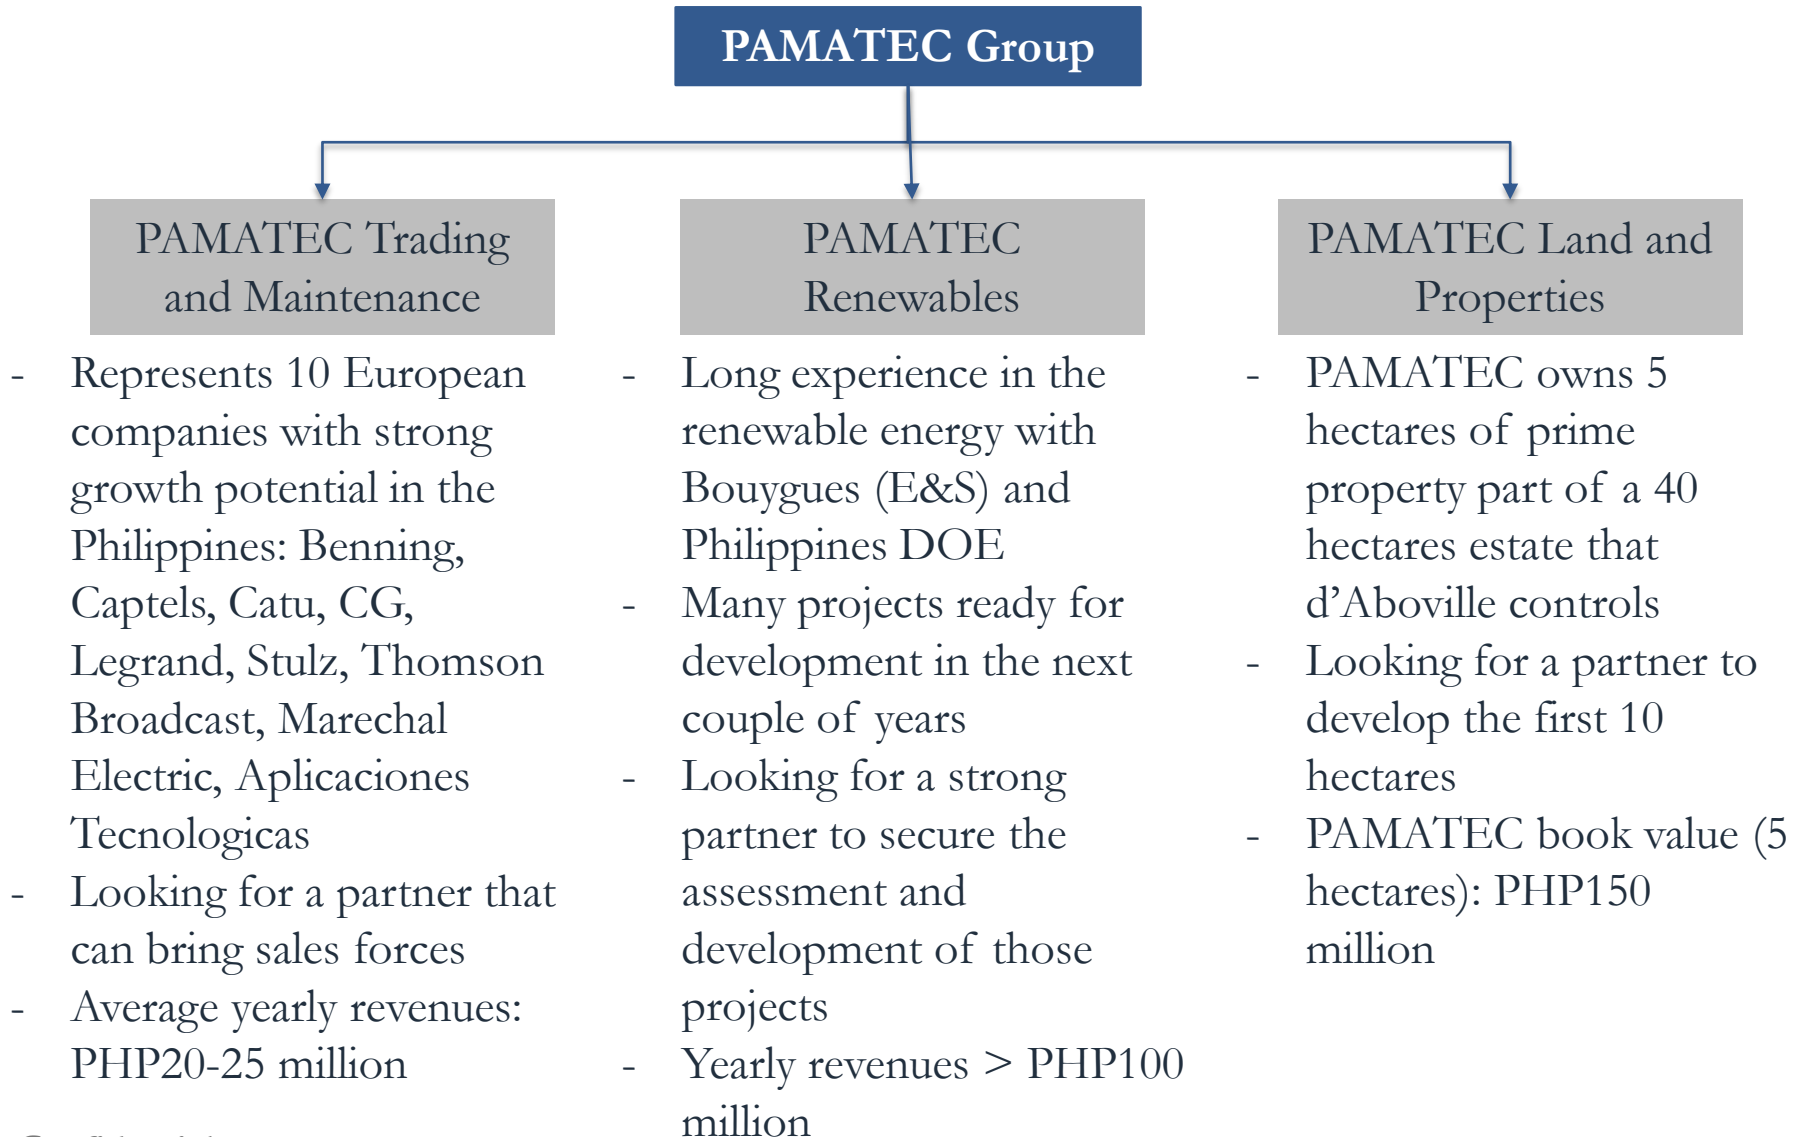 PAMATEC Group
PAMATEC Trading
and Maintenance
- Represents 10 European
companies with strong
growth potential in the
Philippines: Benning,
Captels, Catu, CG,
Legrand, Stulz, Thomson
Broadcast, Marechal
Electric, Aplicaciones
Tecnologicas
- Looking for a partner that
can bring sales forces
- Average yearly revenues:
PHP20-25 million
PAMATEC
Renewables
- Long experience in the
renewable energy with
Bouygues (E&S) and
Philippines DOE
- Many projects ready for
development in the next
couple of years
- Looking for a strong
partner to secure the
assessment and
development of those
projects
- Yearly revenues > PHP100
million
PAMATEC Land and
Properties
- PAMATEC owns 5
hectares of prime
property part of a 40
hectares estate that
d’Aboville controls
- Looking for a partner to
develop the first 10
hectares
- PAMATEC book value (5
hectares): PHP150
million